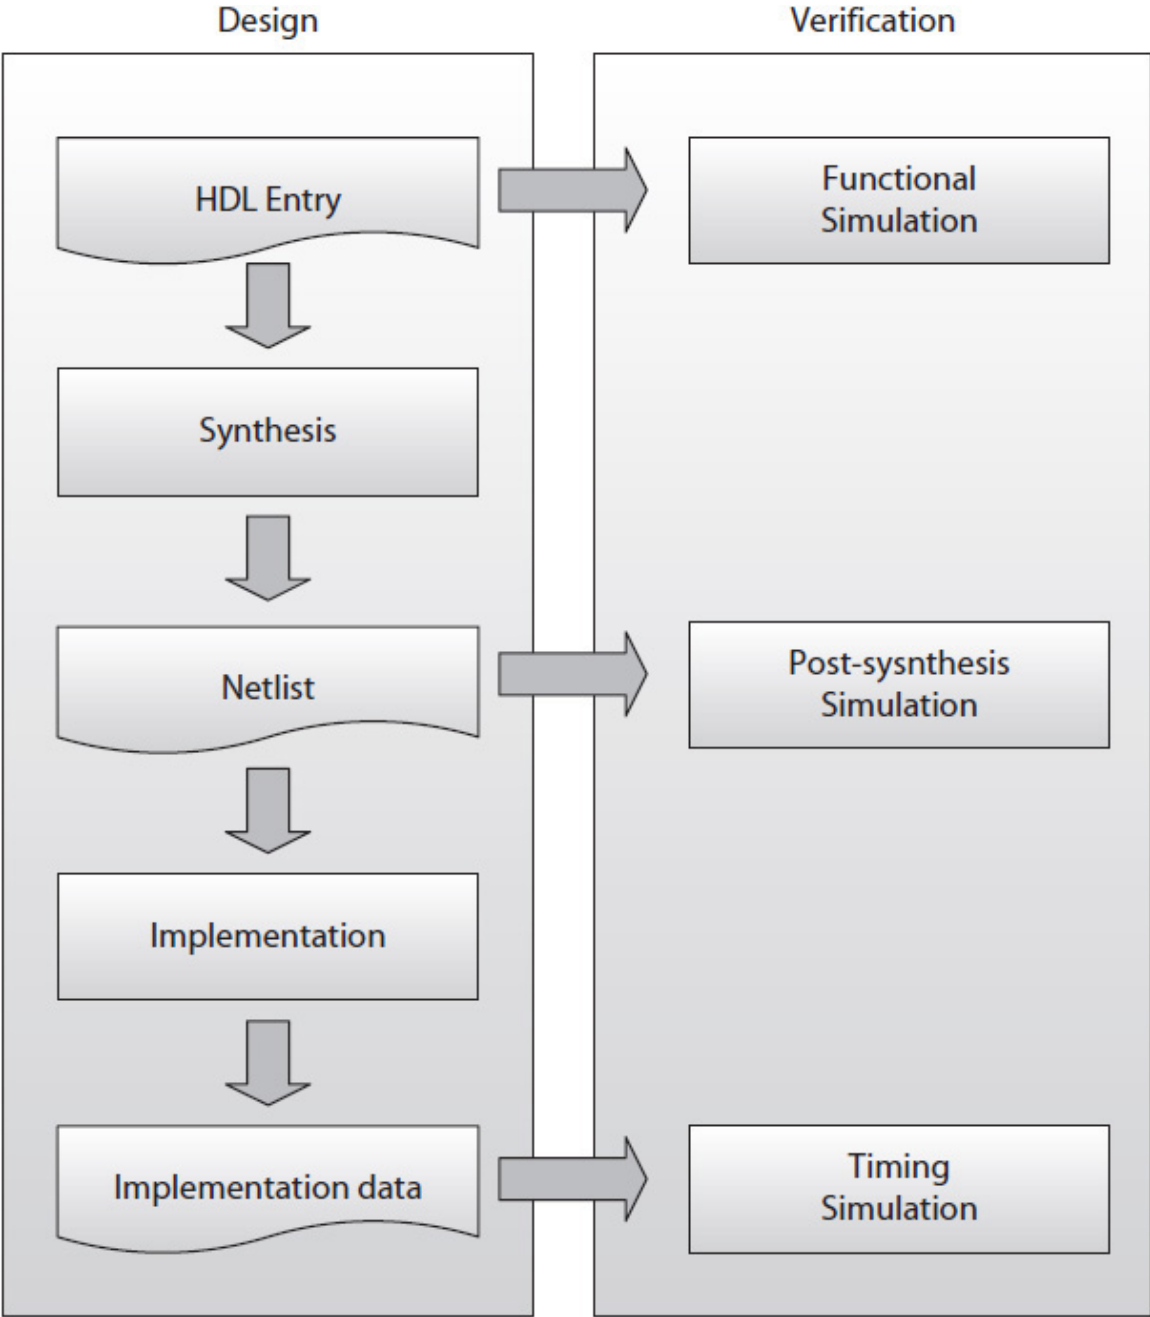 Design
Verification
HDL Entry
Functional
Simulation
Synthesis
Netlist
Post-sysnthesis
Simulation
Implementation
Implementation data
Timing
Simulation